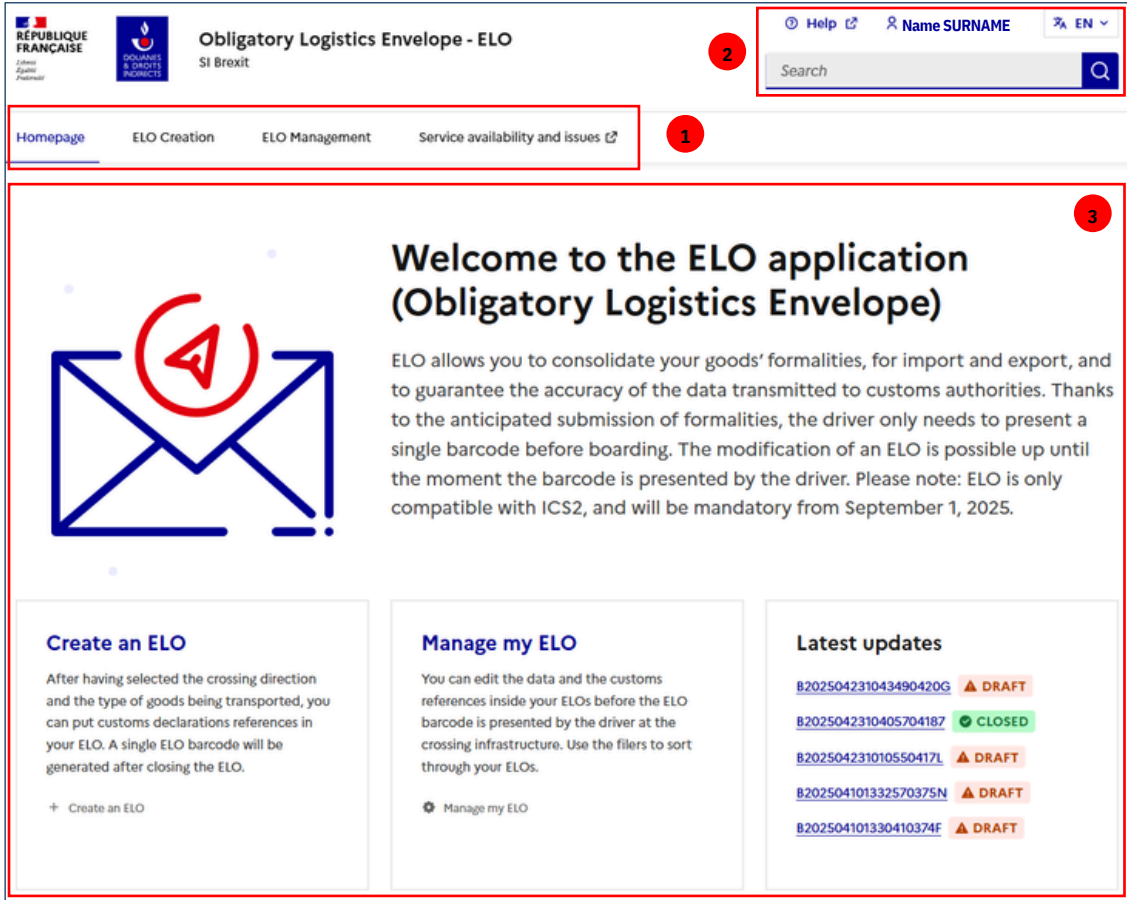 RÉPUBLIQUE
FRANÇAISE
Liberté
Égalité
Fraternité
DOUANES
& DROITS
INDIRECTS
Obligatory Logistics Envelope - ELO
SI Brexit
2
Help
Name SURNAME
EN
Search
Homepage
ELO Creation
ELO Management
Service availability and issues
1
3
Welcome to the ELO application
(Obligatory Logistics Envelope)
ELO allows you to consolidate your goods' formalities, for import and export, and
to guarantee the accuracy of the data transmitted to customs authorities. Thanks
to the anticipated submission of formalities, the driver only needs to present a
single barcode before boarding. The modification of an ELO is possible up until
the moment the barcode is presented by the driver. Please note: ELO is only
compatible with ICS2, and will be mandatory from September 1, 2025.
Create an ELO
After having selected the crossing direction
and the type of goods being transported, you
can put customs declarations references in
your ELO. A single ELO barcode will be
generated after closing the ELO.
+ Create an ELO
Manage my ELO
You can edit the data and the customs
references inside your ELOs before the ELO
barcode is presented by the driver at the
crossing infrastructure. Use the filers to sort
through your ELOs.
Manage my ELO
Latest updates
B202504231043490420G DRAFT
B2025042310405704187 CLOSED
B202504231010550417L DRAFT
B202504101332570375N DRAFT
B202504101330410374F DRAFT